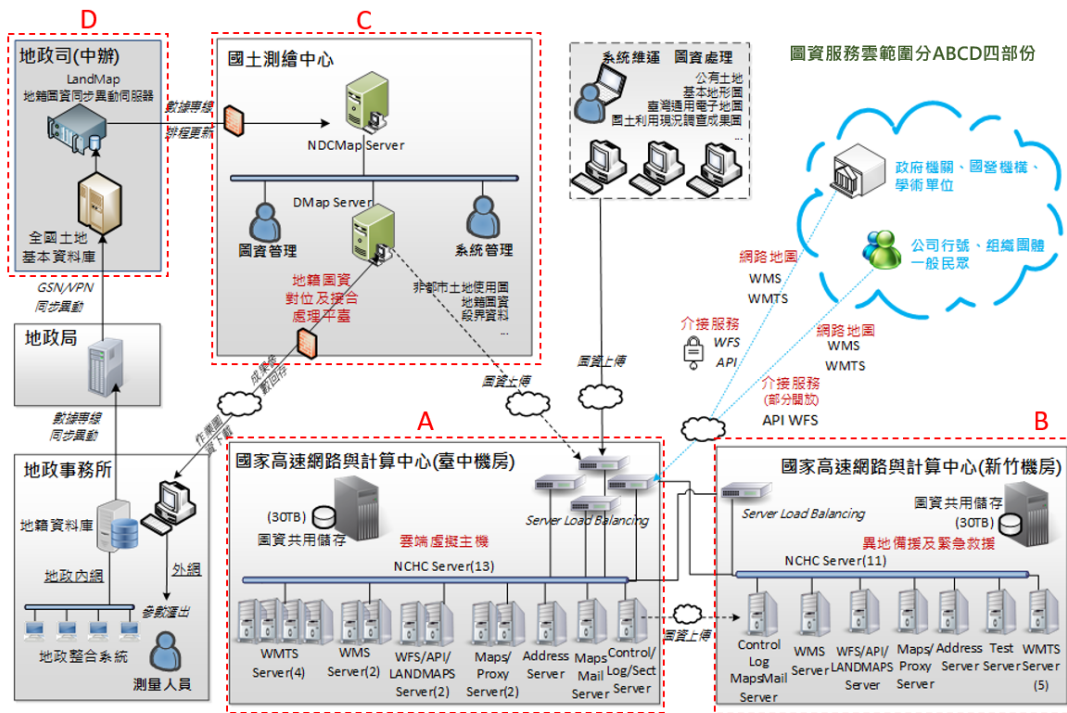 D
地政司(中辦)
LandMap
地籍圖資同步異動伺服器
全國土地
基本資料庫
GSN/VPN
同步異動
地政局
數據專線
同步異動
地政事務所
地籍資料庫
地政內網
外網
參數匯出
地政整合系統
測量人員
數據專線
排程更新
C
國土測繪中心
NDCMap Server
DMap Server
圖資管理
系統管理
地籍圖資
對位及接合
處理平臺
非都市土地使用圖
地籍圖資
段界資料
...
成果參
數回存
作業圖
資下載
圖資上傳
系統維運 圖資處理
公有土地
基本地形圖
臺灣通用電子地圖
國土利用現況調查成果圖
...
圖資上傳
圖資服務雲範圍分ABCD四部份
政府機關、國營機構、
學術單位
公司行號、組織團體
一般民眾
網路地圖
WMS
WMTS
介接服務
WFS
API
網路地圖
WMS
WMTS
介接服務
(部分開放)
API WFS
A
國家高速網路與計算中心(臺中機房)
(30TB)
圖資共用儲存
雲端虛擬主機
Server Load Balancing
NCHC Server(13)
WMTS
Server(4)
WMS
Server(2)
WFS/API/
LANDMAPS
Server(2)
Maps/
Proxy
Server(2)
Address
Server
Maps
Mail
Server
Control/
Log/Sect
Server
圖資上傳
B
國家高速網路與計算中心(新竹機房)
圖資共用儲存
(30TB)
Server Load Balancing
異地備援及緊急救援
NCHC Server(11)
Control
Log
MapsMail
Server
WMS
Server
WFS/API/
LANDMAPS
Server
Maps/
Proxy
Server
Address
Server
Test
Server
WMTS
Server
(5)